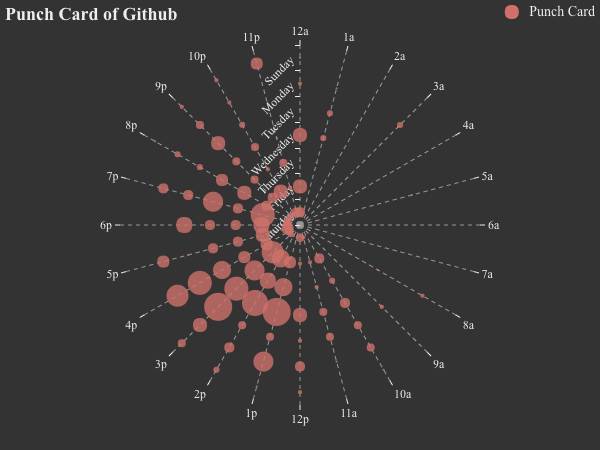 Punch Card of Github
Punch Card
12a
1a
2a
3a
4a
5a
6a
7a
8a
9a
10a
11a
12p
1p
2p
3p
4p
5p
6p
7p
8p
9p
10p
11p
Sunday
Monday
Tuesday
Wednesday
Thursday
Friday
Saturday